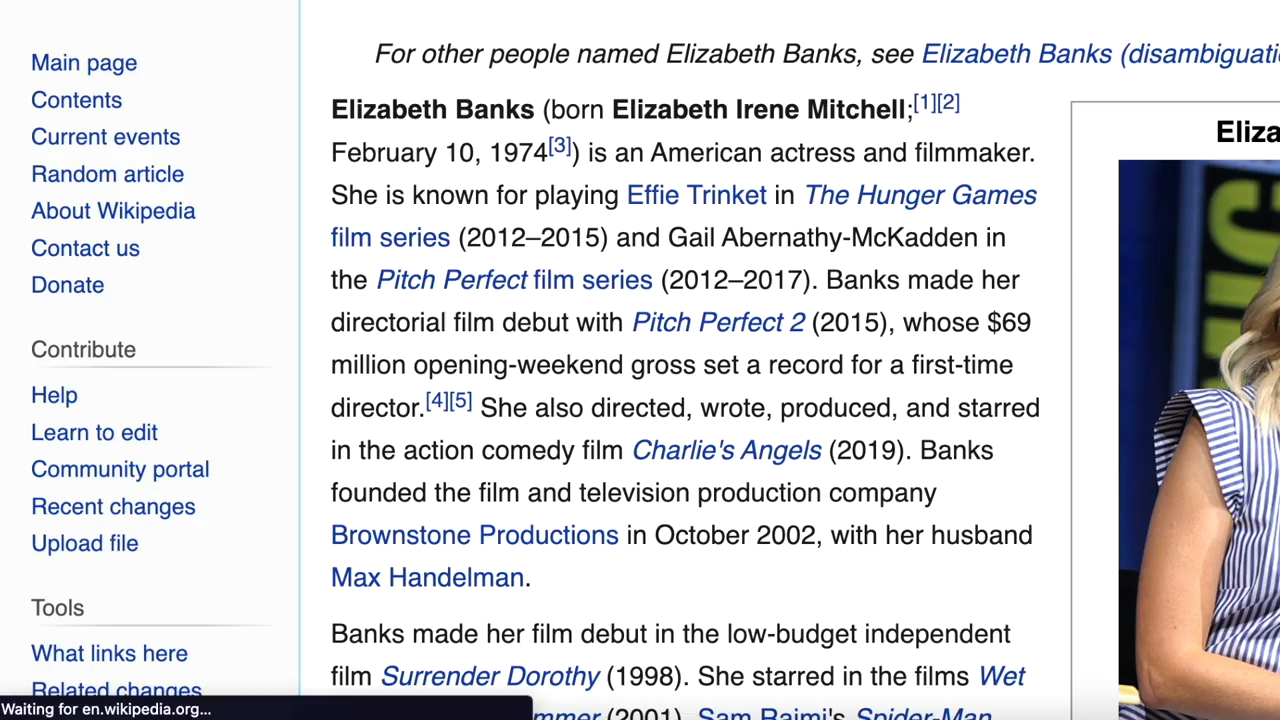 Main page
Contents
Current events
Random article
About Wikipedia
Contact us
Donate
Contribute
Help
Learn to edit
Community portal
Recent changes
Upload file
Tools
What links here
Related changes
Waiting for en.wikipedia.org...
For other people named Elizabeth Banks, see Elizabeth Banks (disambiguati
Elizabeth Banks (born Elizabeth Irene Mitchell;[1][2]
February 10, 1974[3]) is an American actress and filmmaker.
She is known for playing Effie Trinket in The Hunger Games
film series (2012–2015) and Gail Abernathy-McKadden in
the Pitch Perfect film series (2012–2017). Banks made her
directorial film debut with Pitch Perfect 2 (2015), whose $69
million opening-weekend gross set a record for a first-time
director.[4][5] She also directed, wrote, produced, and starred
in the action comedy film Charlie's Angels (2019). Banks
founded the film and television production company
Brownstone Productions in October 2002, with her husband
Max Handelman.
Banks made her film debut in the low-budget independent
film Surrender Dorothy (1998). She starred in the films Wet
mmer (2001), Sam Raimi's Spider-Man
Eliza